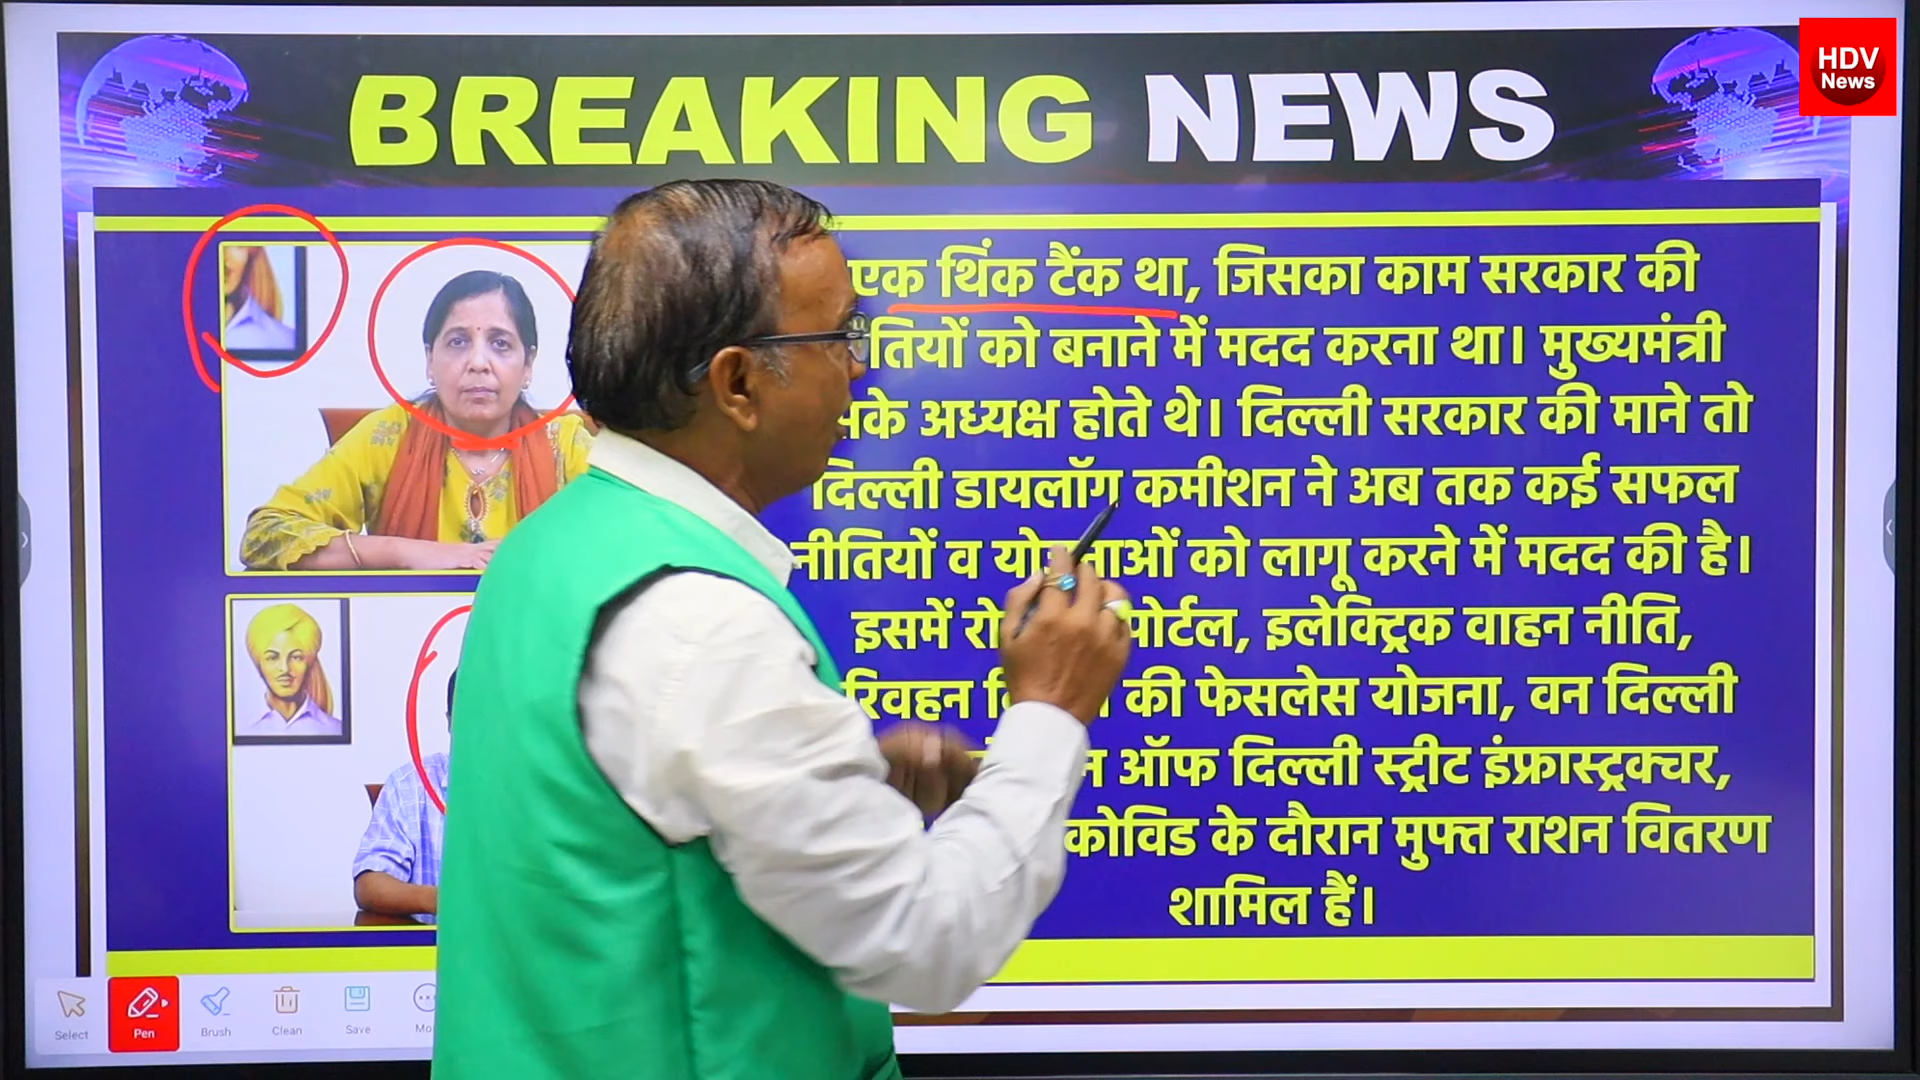 HDV
News
BREAKING NEWS
एक थिंक टैंक था, जिसका काम सरकार की
को बनाने में मदद करना था। मुख्यमंत्री
अध्यक्ष होते थे। दिल्ली सरकार की माने तो
दिल्ली डायलॉग कमीशन ने अब तक कई सफल
नीतियों व को लागू करने में मदद की है।
इसमें पोर्टल, इलेक्ट्रिक वाहन नीति,
की फेसलेस योजना, वन दिल्ली
ऑफ दिल्ली स्ट्रीट इंफ्रास्ट्रक्चर,
कोविड के दौरान मुफ्त राशन वितरण
शामिल हैं।
Select
Pen
Brush
Clean
Save